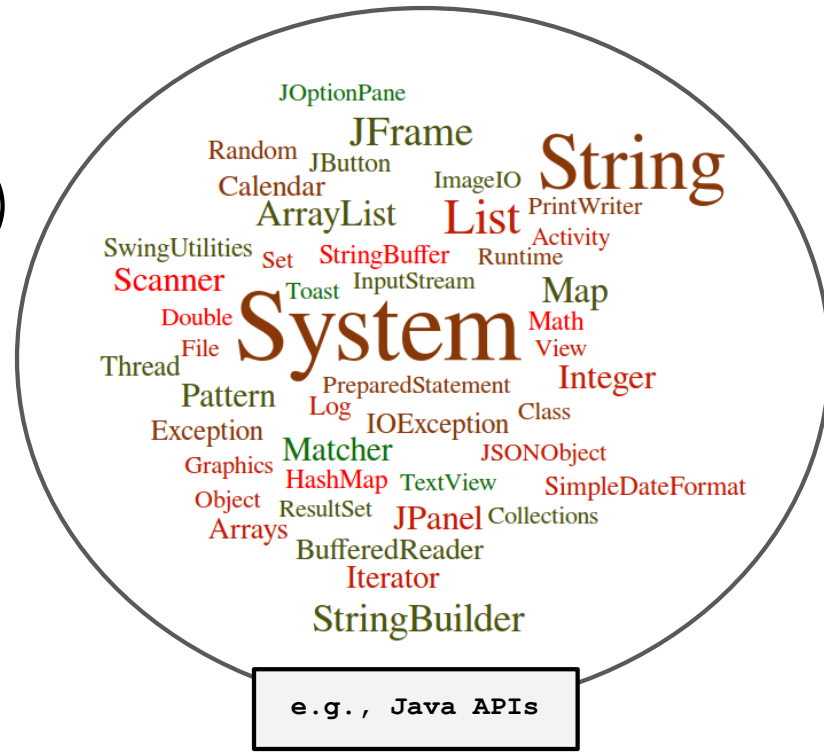 JOptionPane
JFrame
Random
JButton
String
ImageIO
Calendar
ArrayList
List
PrintWriter
Activity
SwingUtilities
Set
StringBuffer
Runtime
Scanner
Toast
InputStream
Map
Double
System
Math
File
View
Thread
Integer
Pattern
PreparedStatement
Log
IOException
Class
Exception
Matcher
JSONObject
Graphics
HashMap
TextView
SimpleDateFormat
Object
ResultSet
JPanel
Collections
Arrays
BufferedReader
Iterator
StringBuilder
e.g., Java APIs